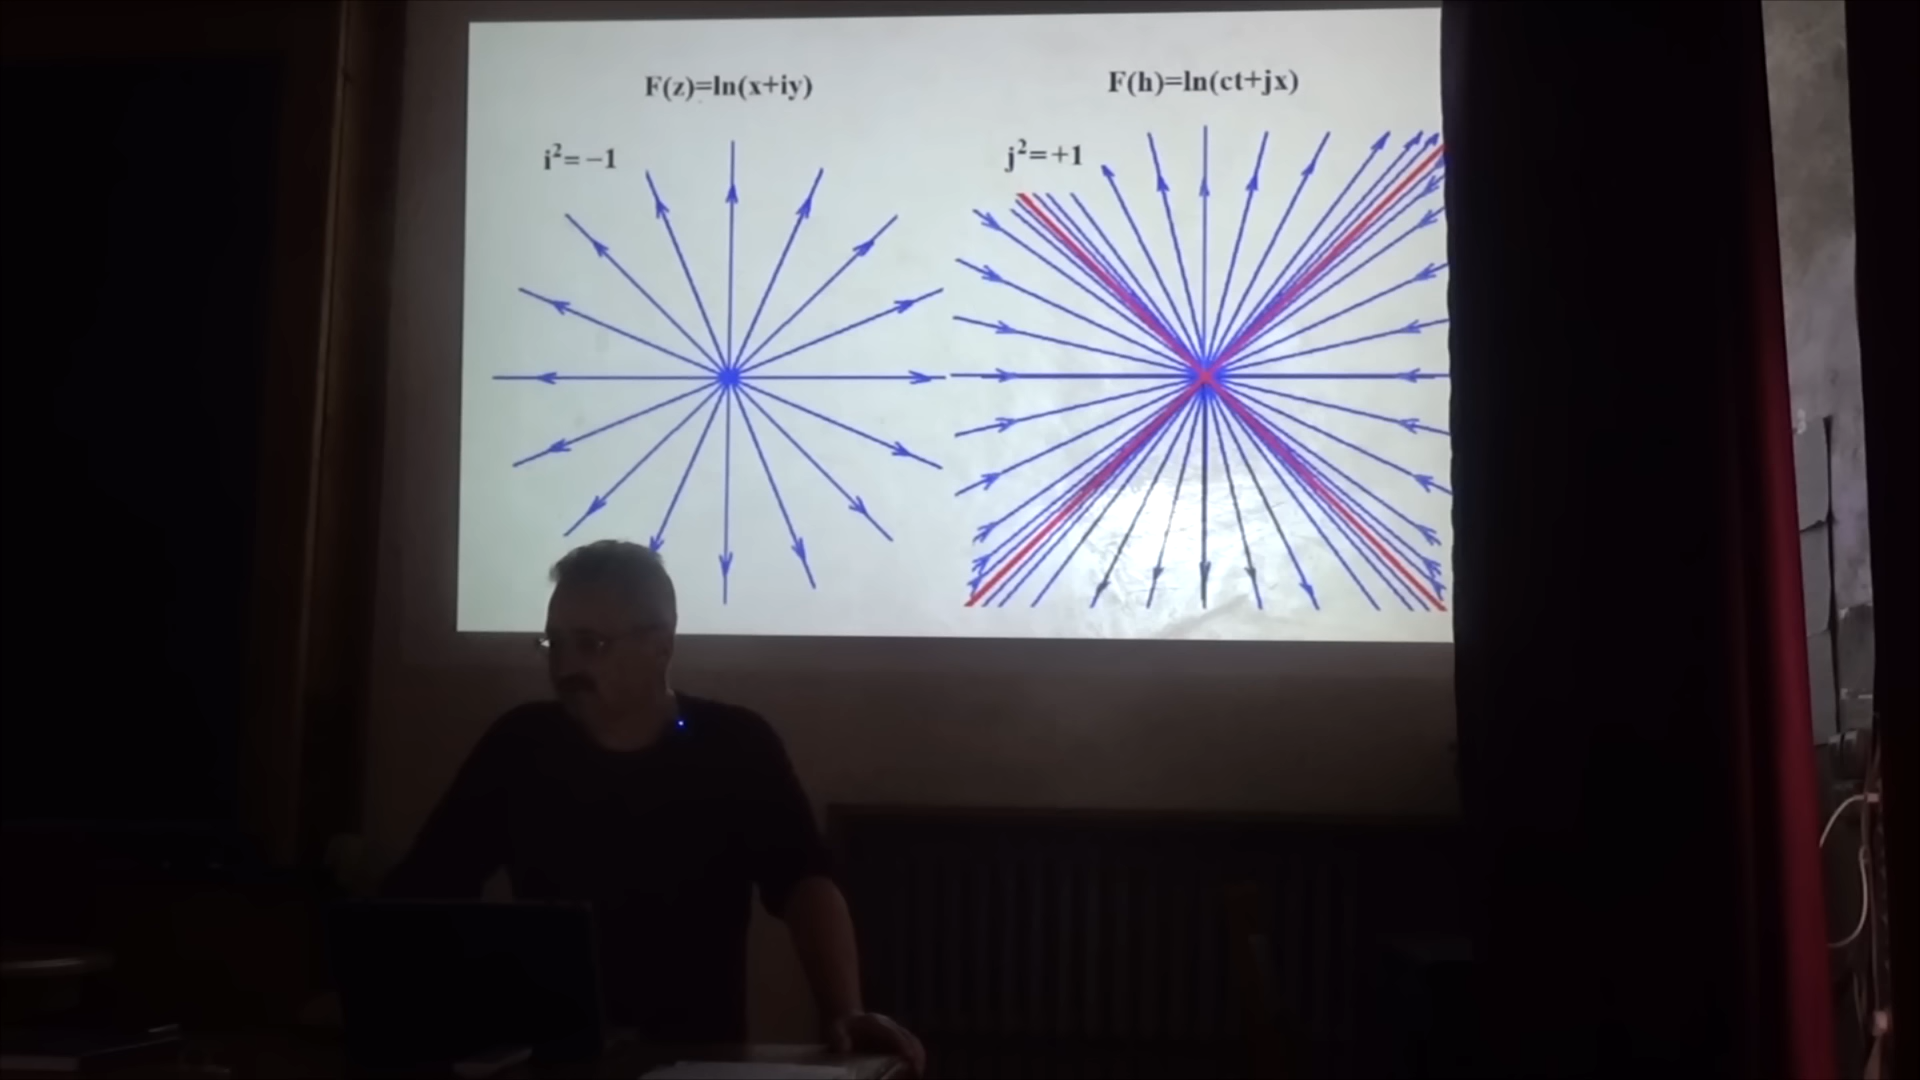 F(z)=ln(x+iy)
i²= −1
F(h)=ln(ct+jx)
j²=+1